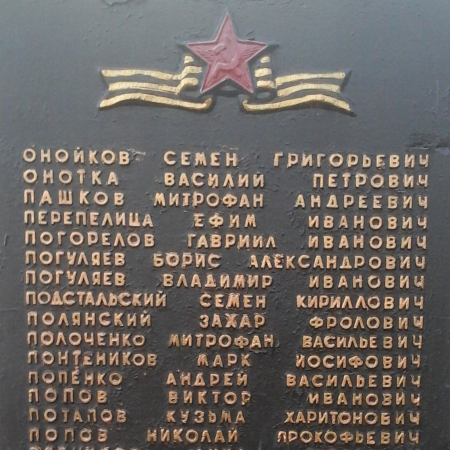 ОНОЙКОВ СЕМЕН ГРИГОРЬЕВИЧ
ОНОТКА ВАСИЛИЙ ПЕТРОВИЧ
ПАШКОВ МИТРОФАН АНДРЕЕВИЧ
ПЕРЕПЕЛИЦА ЕФИМ ИВАНОВИЧ
ПОГОРЕЛОВ ГАВРИИЛ ИВАНОВИЧ
ПОГУЛЯЕВ БОРИС АЛЕКСАНДРОВИЧ
ПОГУЛЯЕВ ВЛАДИМИР ИВАНОВИЧ
ПОДСТАЛЬСКИЙ СЕМЕН КИРИЛЛОВИЧ
ПОЛЯНСКИЙ ЗАХАР ФРОЛОВИЧ
ПОЛОЧЕНКО МИТРОФАН ВАСИЛЬЕВИЧ
ПОНТЕНИКОВ МАРК ИОСИФОВИЧ
ПОПЕНКО АНДРЕЙ ВАСИЛЬЕВИЧ
ПОПОВ ВИКТОР ИВАНОВИЧ
ПОТАПОВ КУЗЬМА ХАРИТОНОВИЧ
ПОПОВ НИКОЛАЙ ПРОКОФЬЕВИЧ